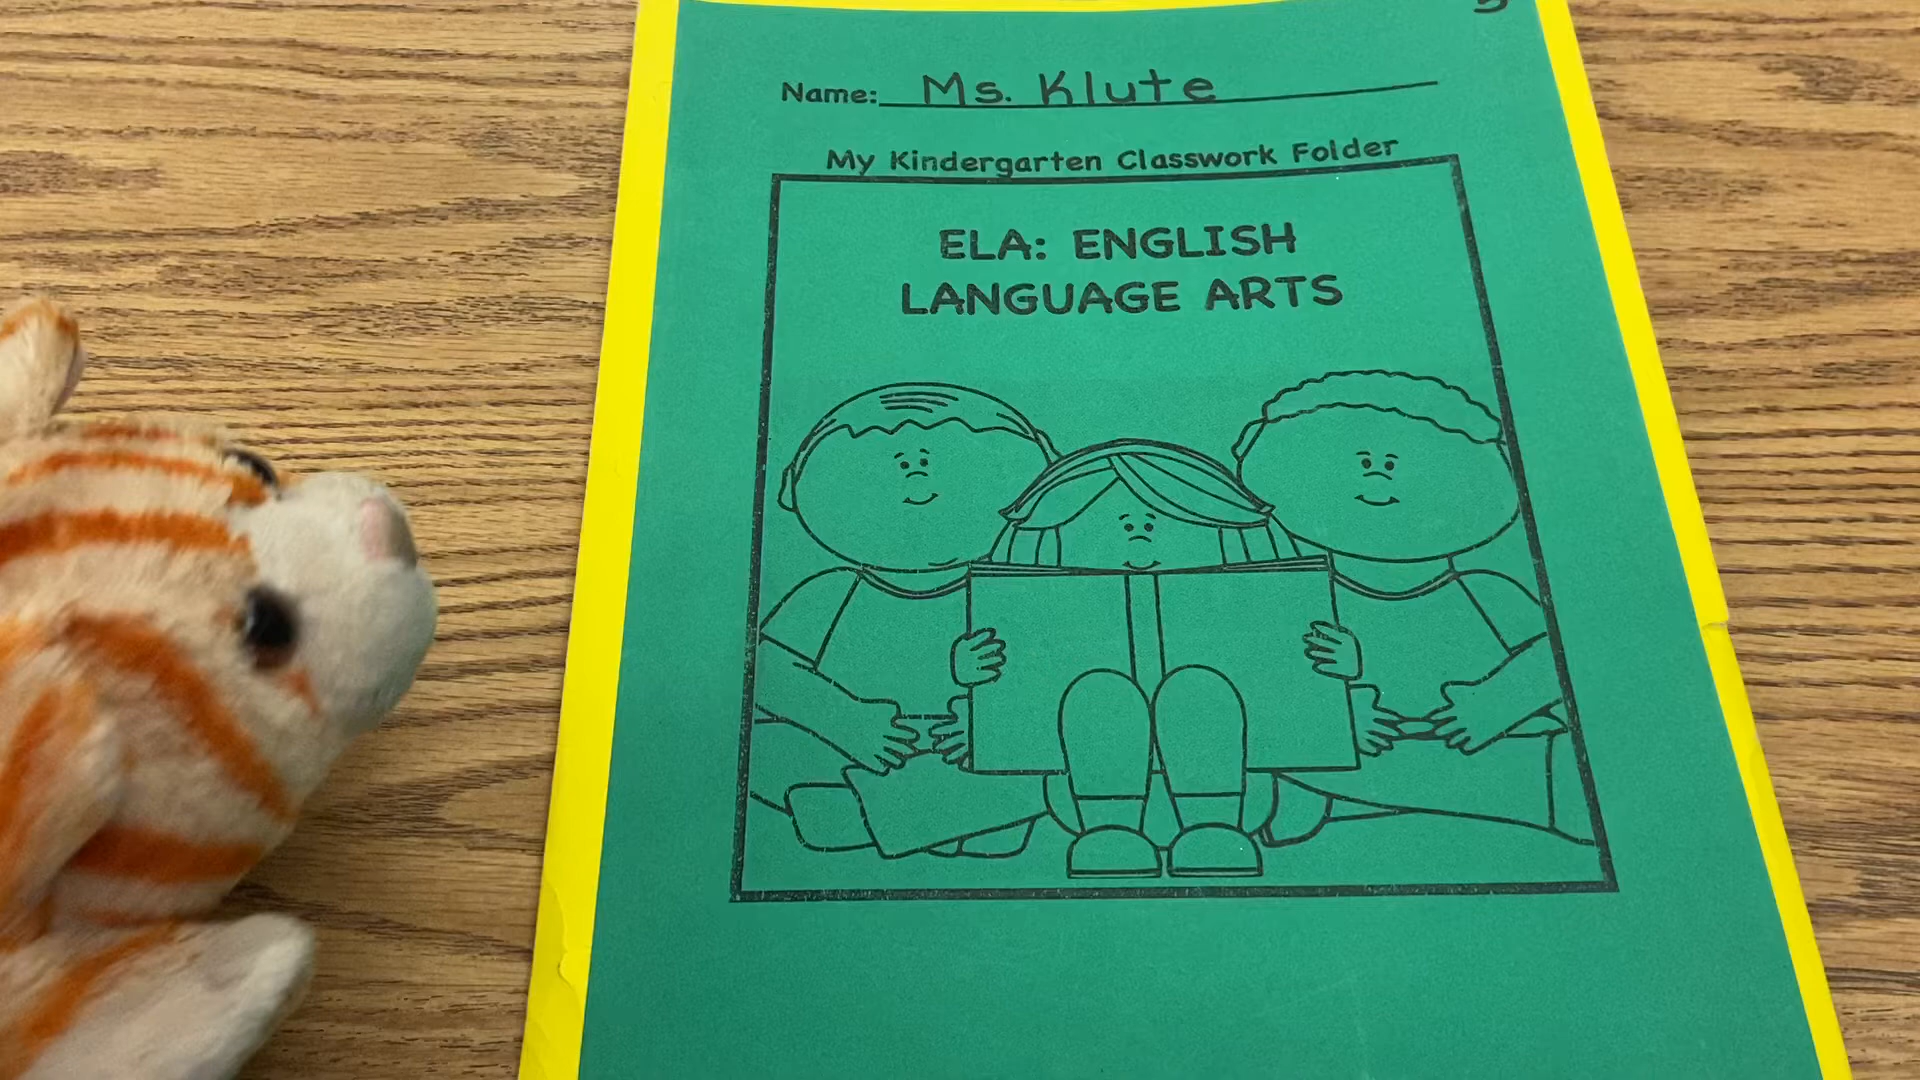 Name: Ms. Klute
My Kindergarten Classwork Folder
ELA: ENGLISH
LANGUAGE ARTS